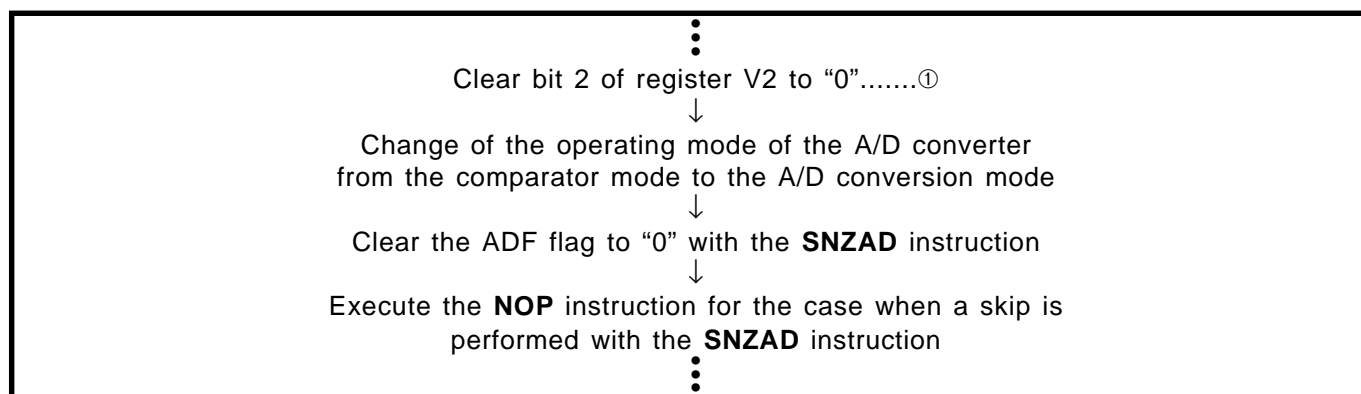 Clear bit 2 of register V2 to “0”.......①
↓
Change of the operating mode of the A/D converter
from the comparator mode to the A/D conversion mode
↓
Clear the ADF flag to “0” with the SNZAD instruction
↓
Execute the NOP instruction for the case when a skip is
performed with the SNZAD instruction